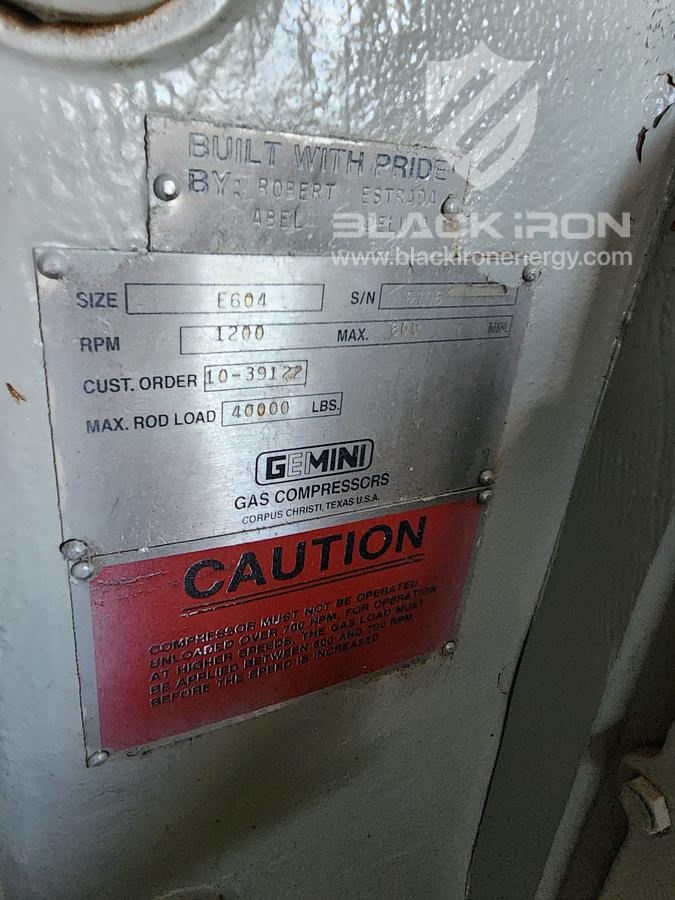 BUILT WITH PRIDE
BY: ROBERT ESTRADA
ABEL
BLACK IRON
www.blackironenergy.com
SIZE E604 S/N
RPM 1200 MAX. 600 MIN.
CUST. ORDER 10-39122
MAX. ROD LOAD 40000 LBS.
GEMINI
GAS COMPRESSORS
CORPUS CHRISTI, TEXAS U.S.A.
CAUTION
COMPRESSOR MUST NOT BE OPERATED
UNLOADED OVER 700 RPM. FOR OPERATION
AT HIGHER SPEEDS, THE GAS LOAD MUST
BE APPLIED BETWEEN 600 AND 700 RPM
BEFORE THE SPEED IS INCREASED